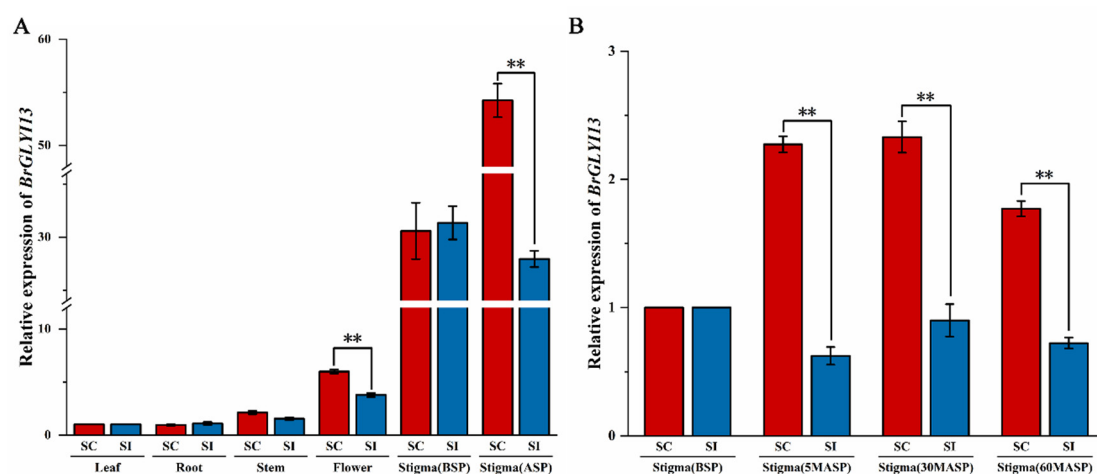 A
Relative expression of BrGLYI13
60
50
30
10
0
**
**
SC SI SC SI SC SI SC SI SC SI SC SI
Leaf Root Stem Flower Stigma(BSP) Stigma(ASP)
B
Relative expression of BrGLYI13
3
2
1
0
**
**
**
SC SI SC SI SC SI SC SI
Stigma(BSP) Stigma(5MASP) Stigma(30MASP) Stigma(60MASP)